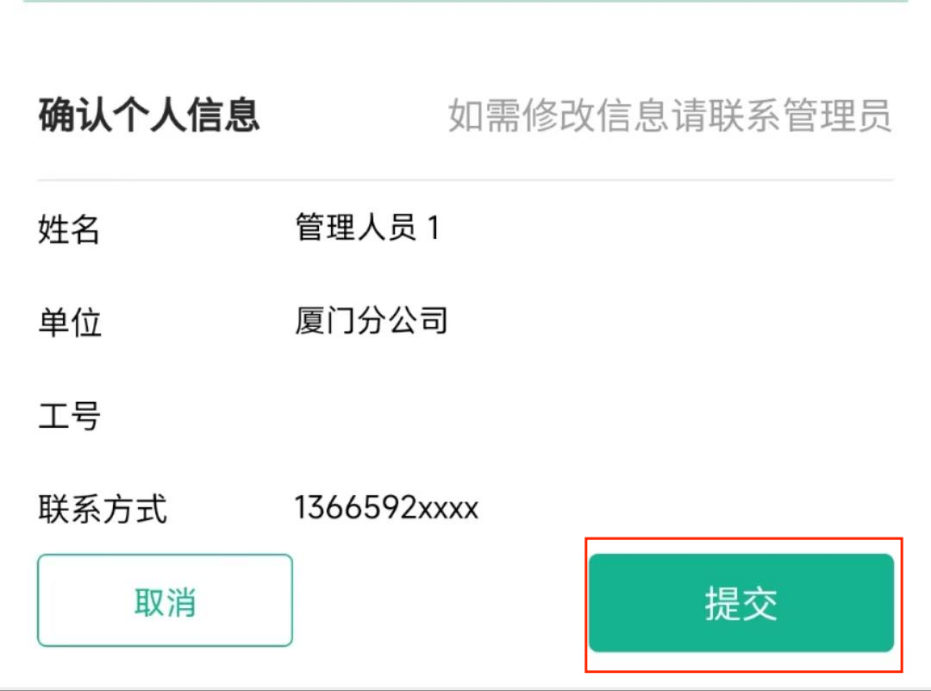 确认个人信息 如需修改信息请联系管理员
姓名 管理人员 1
单位 厦门分公司
工号
联系方式 1366592xxxx
取消 提交